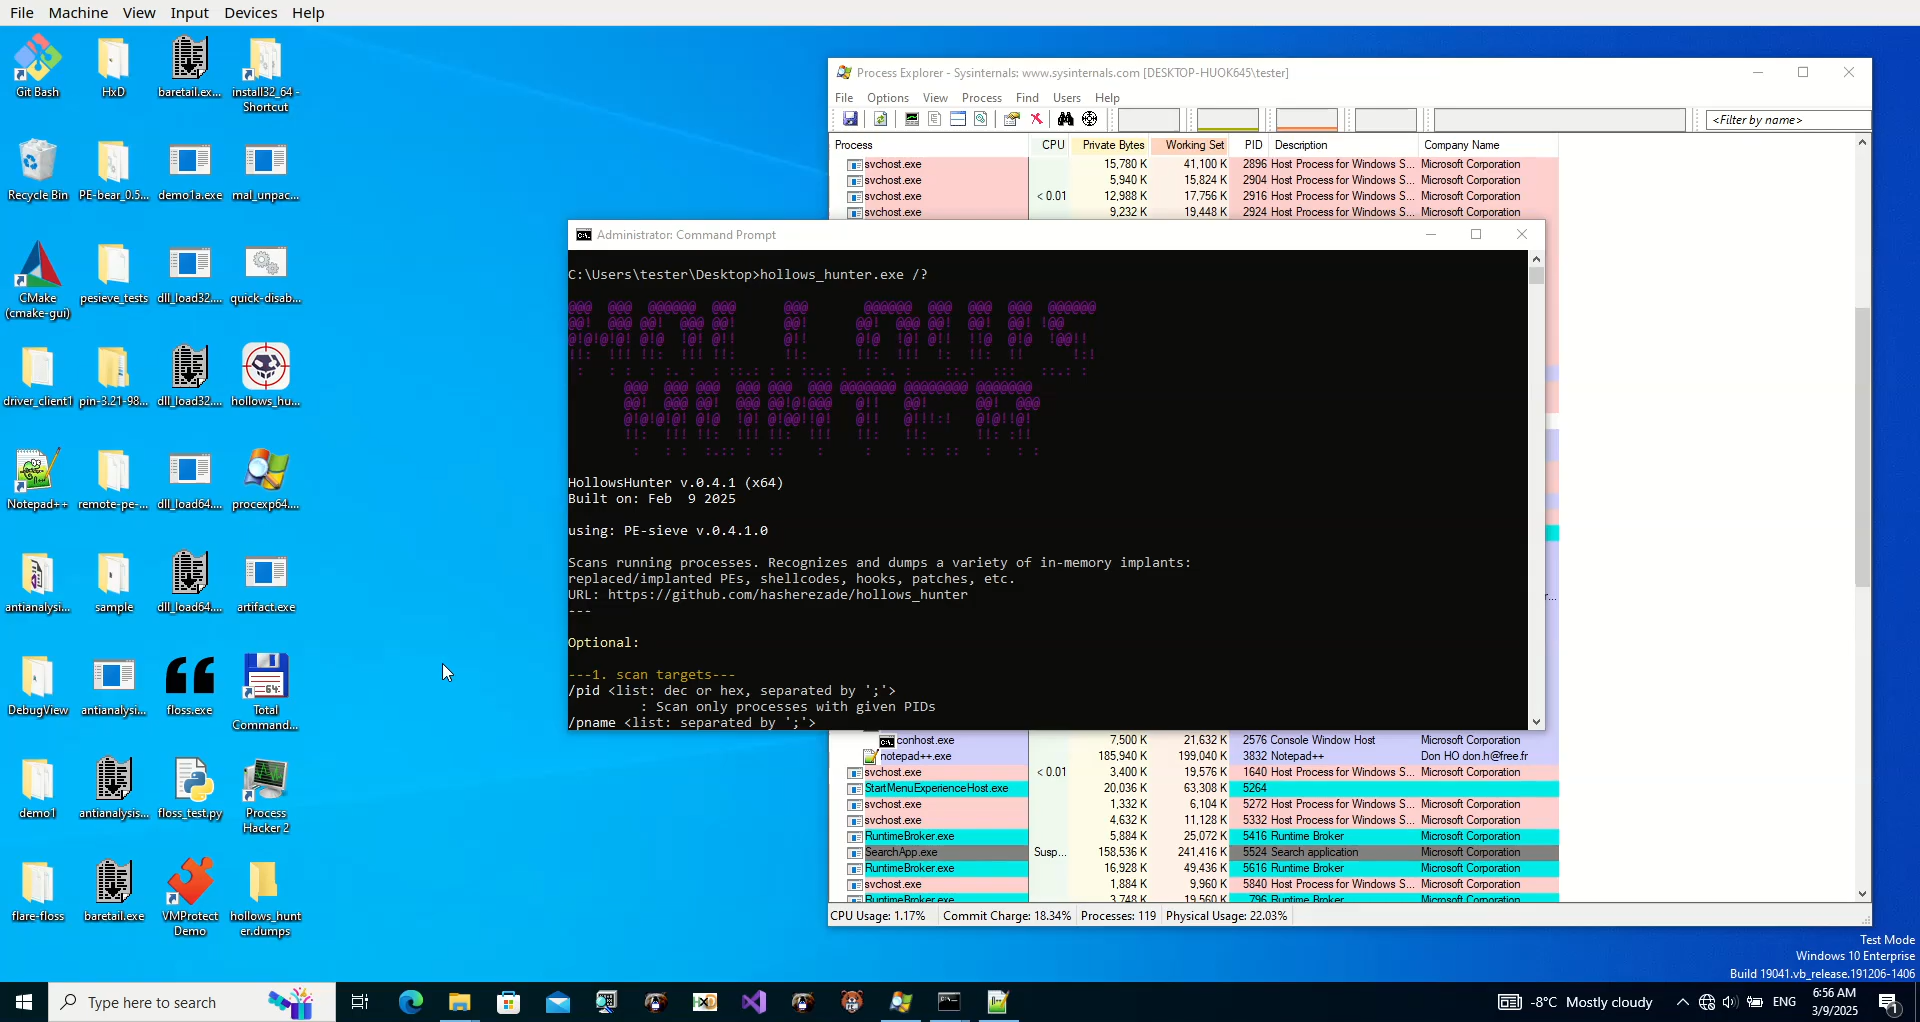 File Machine View Input Devices Help
Git Bash
HxD
baretail.ex...
install32_64 -
Shortcut
Recycle Bin
PE-bear_0.5...
demo1a.exe
mal_unpac...
CMake
(cmake-gui)
pesieve_tests
dll_load32....
quick-disab...
driver_client1
pin-3.21-98...
dll_load32....
hollows_hu...
Notepad++
remote-pe-...
dll_load64....
procexp64....
antianalysi...
sample
dll_load64....
artifact.exe
DebugView
antianalysi...
floss.exe
Total
Command...
demo1
antianalysis...
floss_test.py
Process
Hacker 2
flare-floss
baretail.exe
VMProtect
Demo
hollows_hunt
er.dumps
Process Explorer - Sysinternals: www.sysinternals.com [DESKTOP-HUOK645\tester]
File Options View Process Find Users Help
<Filter by name>
Process CPU Private Bytes Working Set PID Description Company Name
svchost.exe 15,780 K 41,100 K 2896 Host Process for Windows S... Microsoft Corporation
svchost.exe 5,940 K 15,824 K 2904 Host Process for Windows S... Microsoft Corporation
svchost.exe < 0.01 12,988 K 17,756 K 2916 Host Process for Windows S... Microsoft Corporation
svchost.exe 9,232 K 19,448 K 2924 Host Process for Windows S... Microsoft Corporation
Administrator: Command Prompt
C:\Users\tester\Desktop>hollows_hunter.exe /?
HollowsHunter v.0.4.1 (x64)
Built on: Feb  9 2025
using: PE-sieve v.0.4.1.0
Scans running processes. Recognizes and dumps a variety of in-memory implants:
replaced/implanted PEs, shellcodes, hooks, patches, etc.
URL: https://github.com/hasherezade/hollows_hunter
---
Optional:
---1. scan targets---
/pid <list: dec or hex, separated by ';'>
: Scan only processes with given PIDs
/pname <list: separated by ';'>
conhost.exe 7,500 K 21,632 K 2576 Console Window Host Microsoft Corporation
notepad++.exe 185,940 K 199,040 K 3832 Notepad++ Don HO don.h@free.fr
svchost.exe < 0.01 3,400 K 19,576 K 1640 Host Process for Windows S... Microsoft Corporation
StartMenuExperienceHost.exe 20,036 K 63,308 K 5264
svchost.exe 1,332 K 6,104 K 5272 Host Process for Windows S... Microsoft Corporation
svchost.exe 4,632 K 11,128 K 5332 Host Process for Windows S... Microsoft Corporation
RuntimeBroker.exe 5,884 K 25,072 K 5416 Runtime Broker Microsoft Corporation
SearchApp.exe Susp... 158,536 K 241,416 K 5524 Search application Microsoft Corporation
RuntimeBroker.exe 16,928 K 49,436 K 5616 Runtime Broker Microsoft Corporation
svchost.exe 1,884 K 9,960 K 5840 Host Process for Windows S... Microsoft Corporation
RuntimeBroker.exe 3,748 K 19,560 K 796 Runtime Broker Microsoft Corporation
CPU Usage: 1.17% Commit Charge: 18.34% Processes: 119 Physical Usage: 22.03%
Test Mode
Windows 10 Enterprise
Build 19041.vb_release.191206-1406
Type here to search
-8°C Mostly cloudy
ENG
6:56 AM
3/9/2025
1